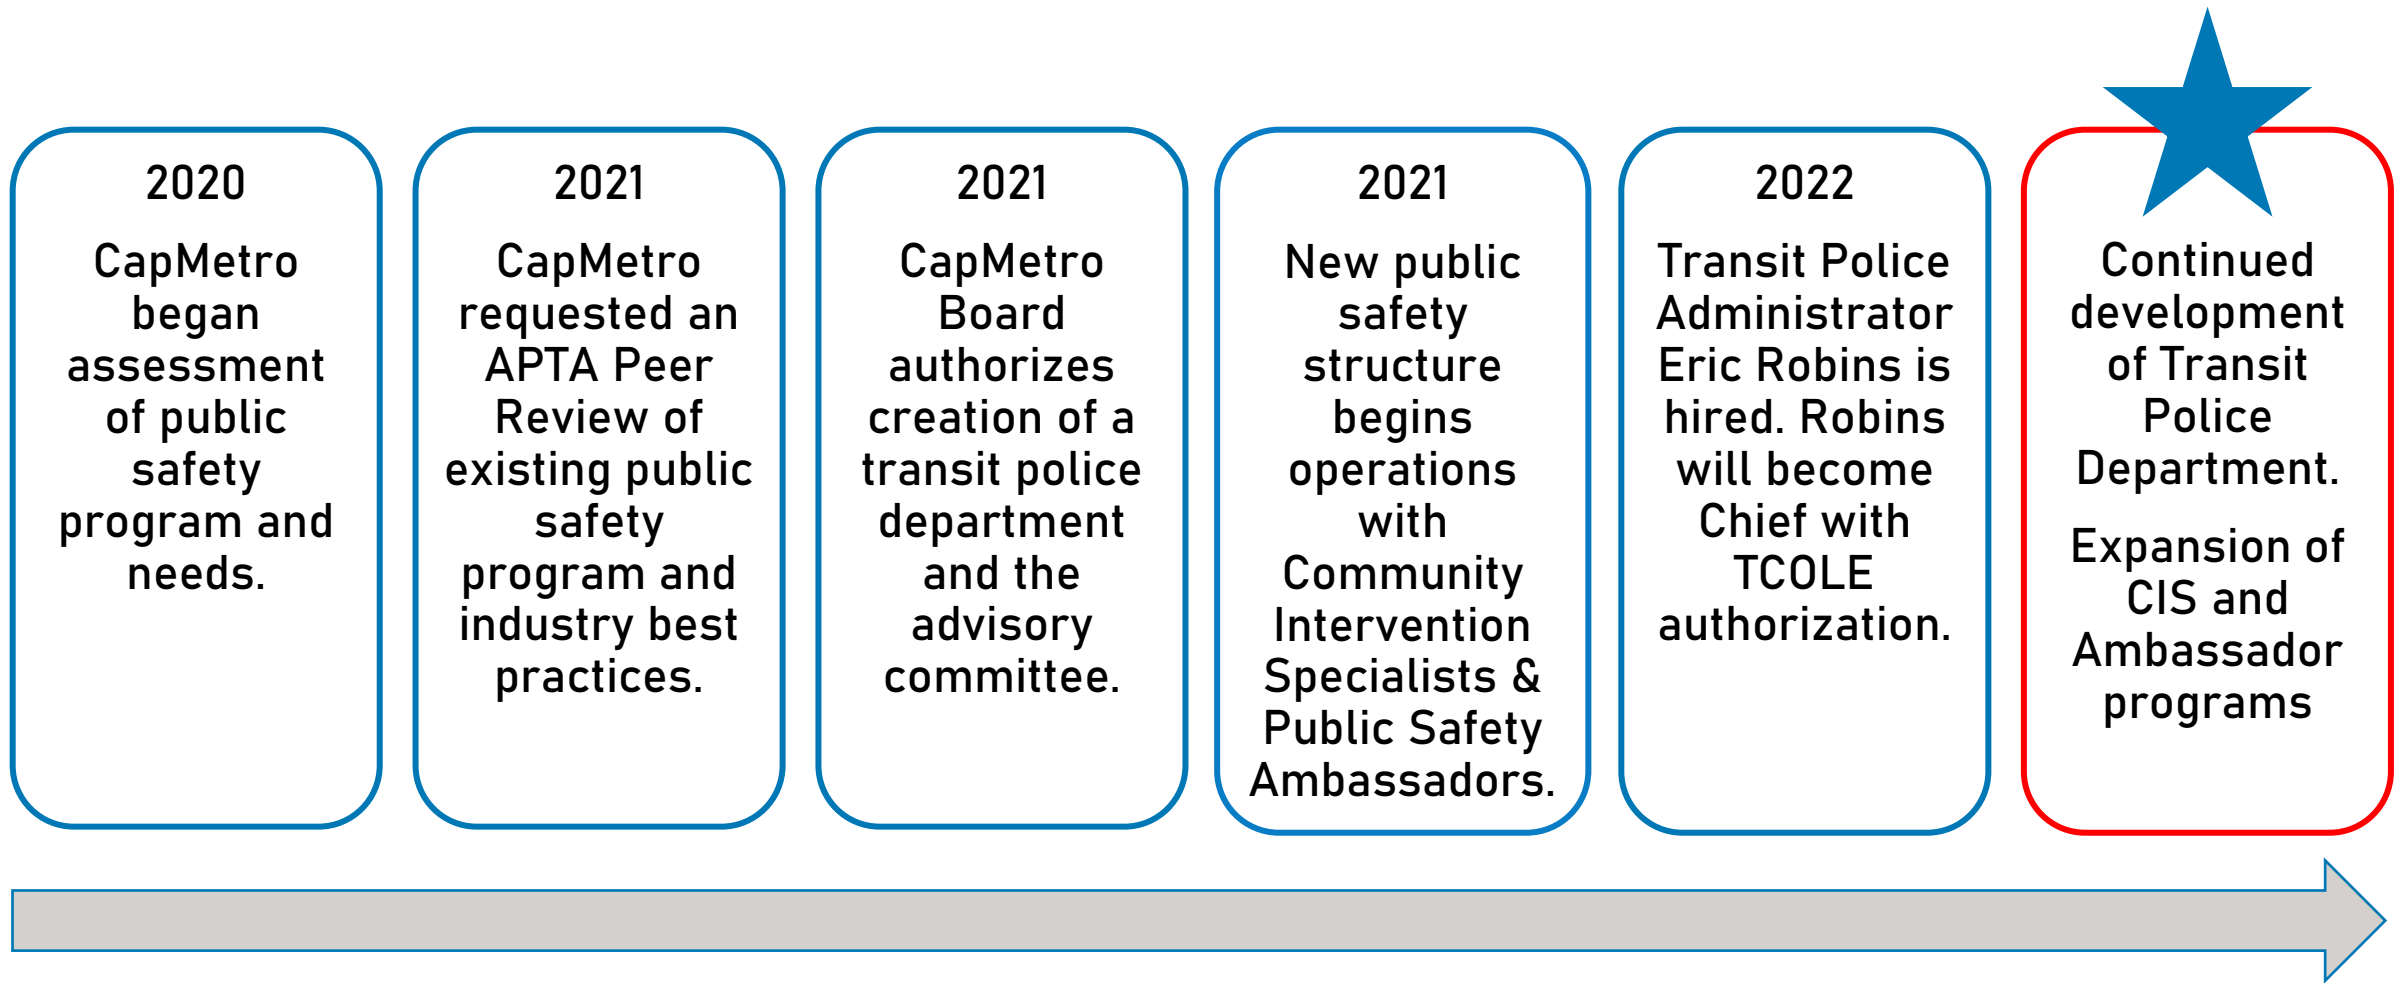 2020
CapMetro
began
assessment
of public
safety
program and
needs.
2021
CapMetro
requested an
APTA Peer
Review of
existing public
safety
program and
industry best
practices.
2021
CapMetro
Board
authorizes
creation of a
transit police
department
and the
advisory
committee.
2021
New public
safety
structure
begins
operations
with
Community
Intervention
Specialists &
Public Safety
Ambassadors.
2022
Transit Police
Administrator
Eric Robins is
hired. Robins
will become
Chief with
TCOLE
authorization.
Continued
development
of Transit
Police
Department.
Expansion of
CIS and
Ambassador
programs